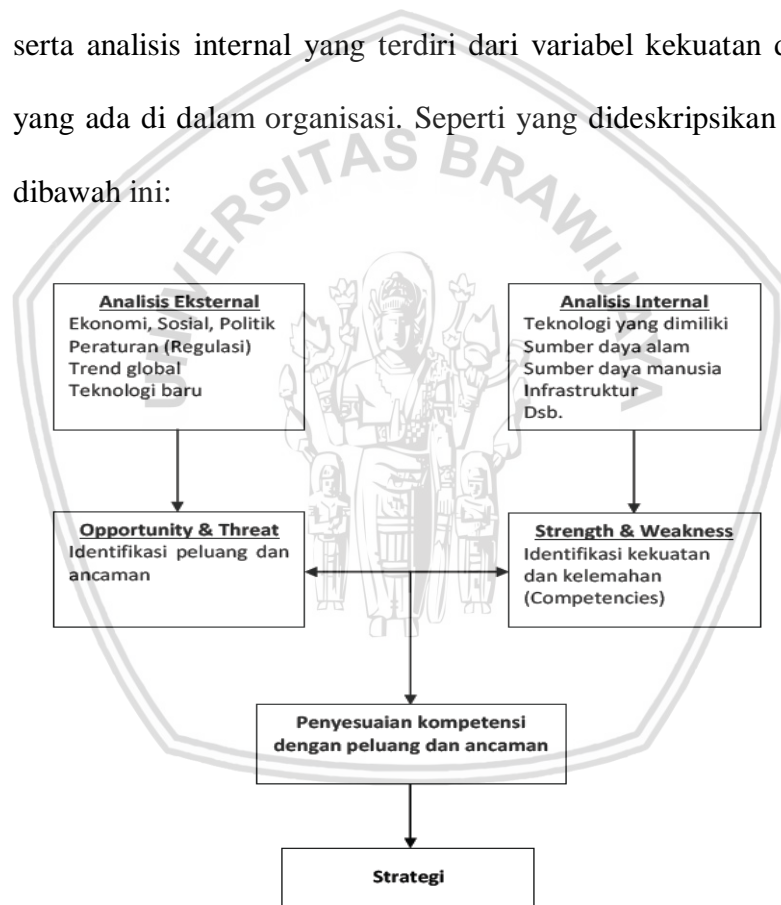 serta analisis internal yang terdiri dari variabel kekuatan
yang ada di dalam organisasi. Seperti yang dideskripsikan
dibawah ini:
UNIVERSITAS BRAWIJAYA
Analisis Eksternal
Ekonomi, Sosial, Politik
Peraturan (Regulasi)
Trend global
Teknologi baru
Analisis Internal
Teknologi yang dimiliki
Sumber daya alam
Sumber daya manusia
Infrastruktur
Dsb.
Opportunity & Threat
Identifikasi peluang dan
ancaman
Strength & Weakness
Identifikasi kekuatan
dan kelemahan
(Competencies)
Penyesuaian kompetensi
dengan peluang dan ancaman
Strategi